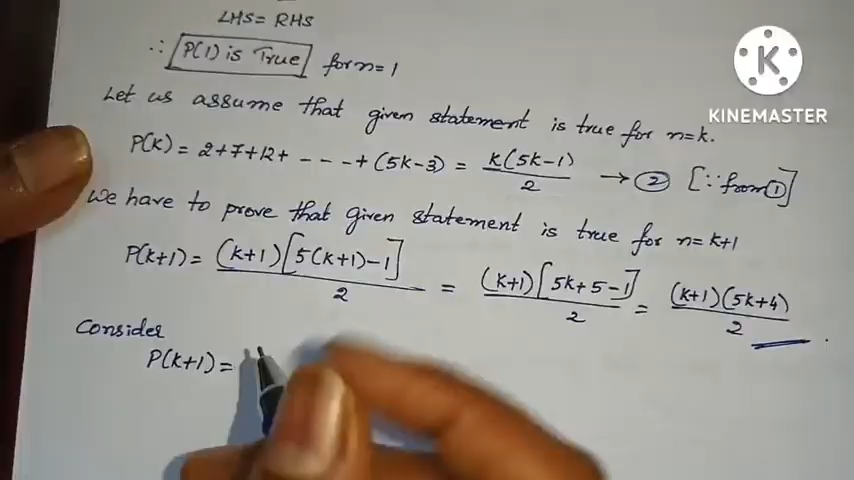 LHS = RHS
∴ P(1) is True for n=1
Let us assume that given statement is true for n=k.
P(k) = 2+7+12+ - - - - + (5k-3) = k(5k-1)/2 → ② [∵ from ①]
We have to prove that given statement is true for n=k+1
P(k+1) = (k+1)[5(k+1)-1]/2 = (k+1)[5k+5-1]/2 = (k+1)(5k+4)/2 .
Consider
P(k+1) =
K
KINEMASTER